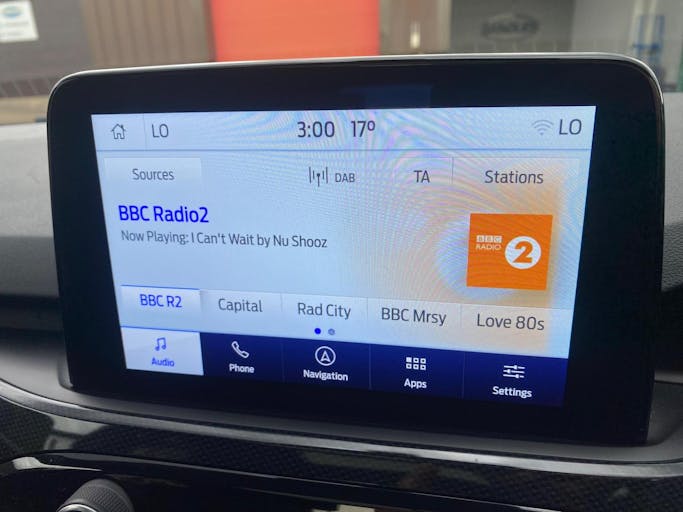 LO 3:00 17º LO
Sources DAB TA Stations
BBC Radio2
Now Playing: I Can't Wait by Nu Shooz
BBC RADIO 2
BBC R2 Capital Rad City BBC Mrsy Love 80s
Audio Phone Navigation Apps Settings